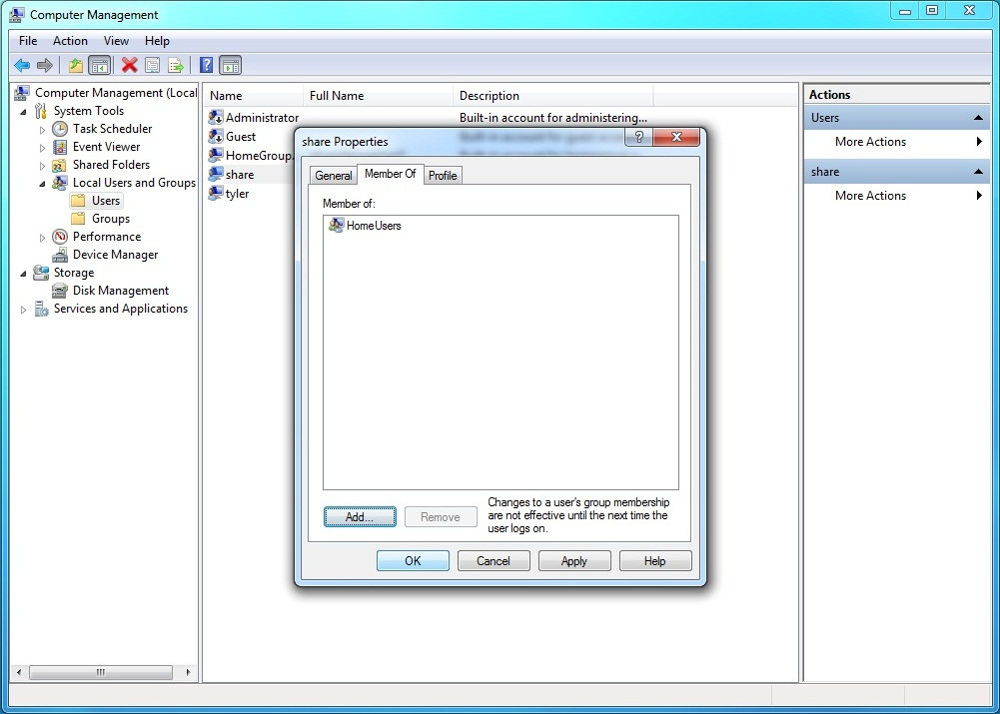 Computer Management
File Action View Help
Computer Management (Local
System Tools
Task Scheduler
Event Viewer
Shared Folders
Local Users and Groups
Users
Groups
Performance
Device Manager
Storage
Disk Management
Services and Applications
Name Full Name Description
Administrator Built-in account for administering...
Guest
HomeGroup.
share
tyler
share Properties
General Member Of Profile
Member of:
HomeUsers
Add... Remove
Changes to a user's group membership
are not effective until the next time the
user logs on.
OK Cancel Apply Help
Actions
Users
More Actions
share
More Actions